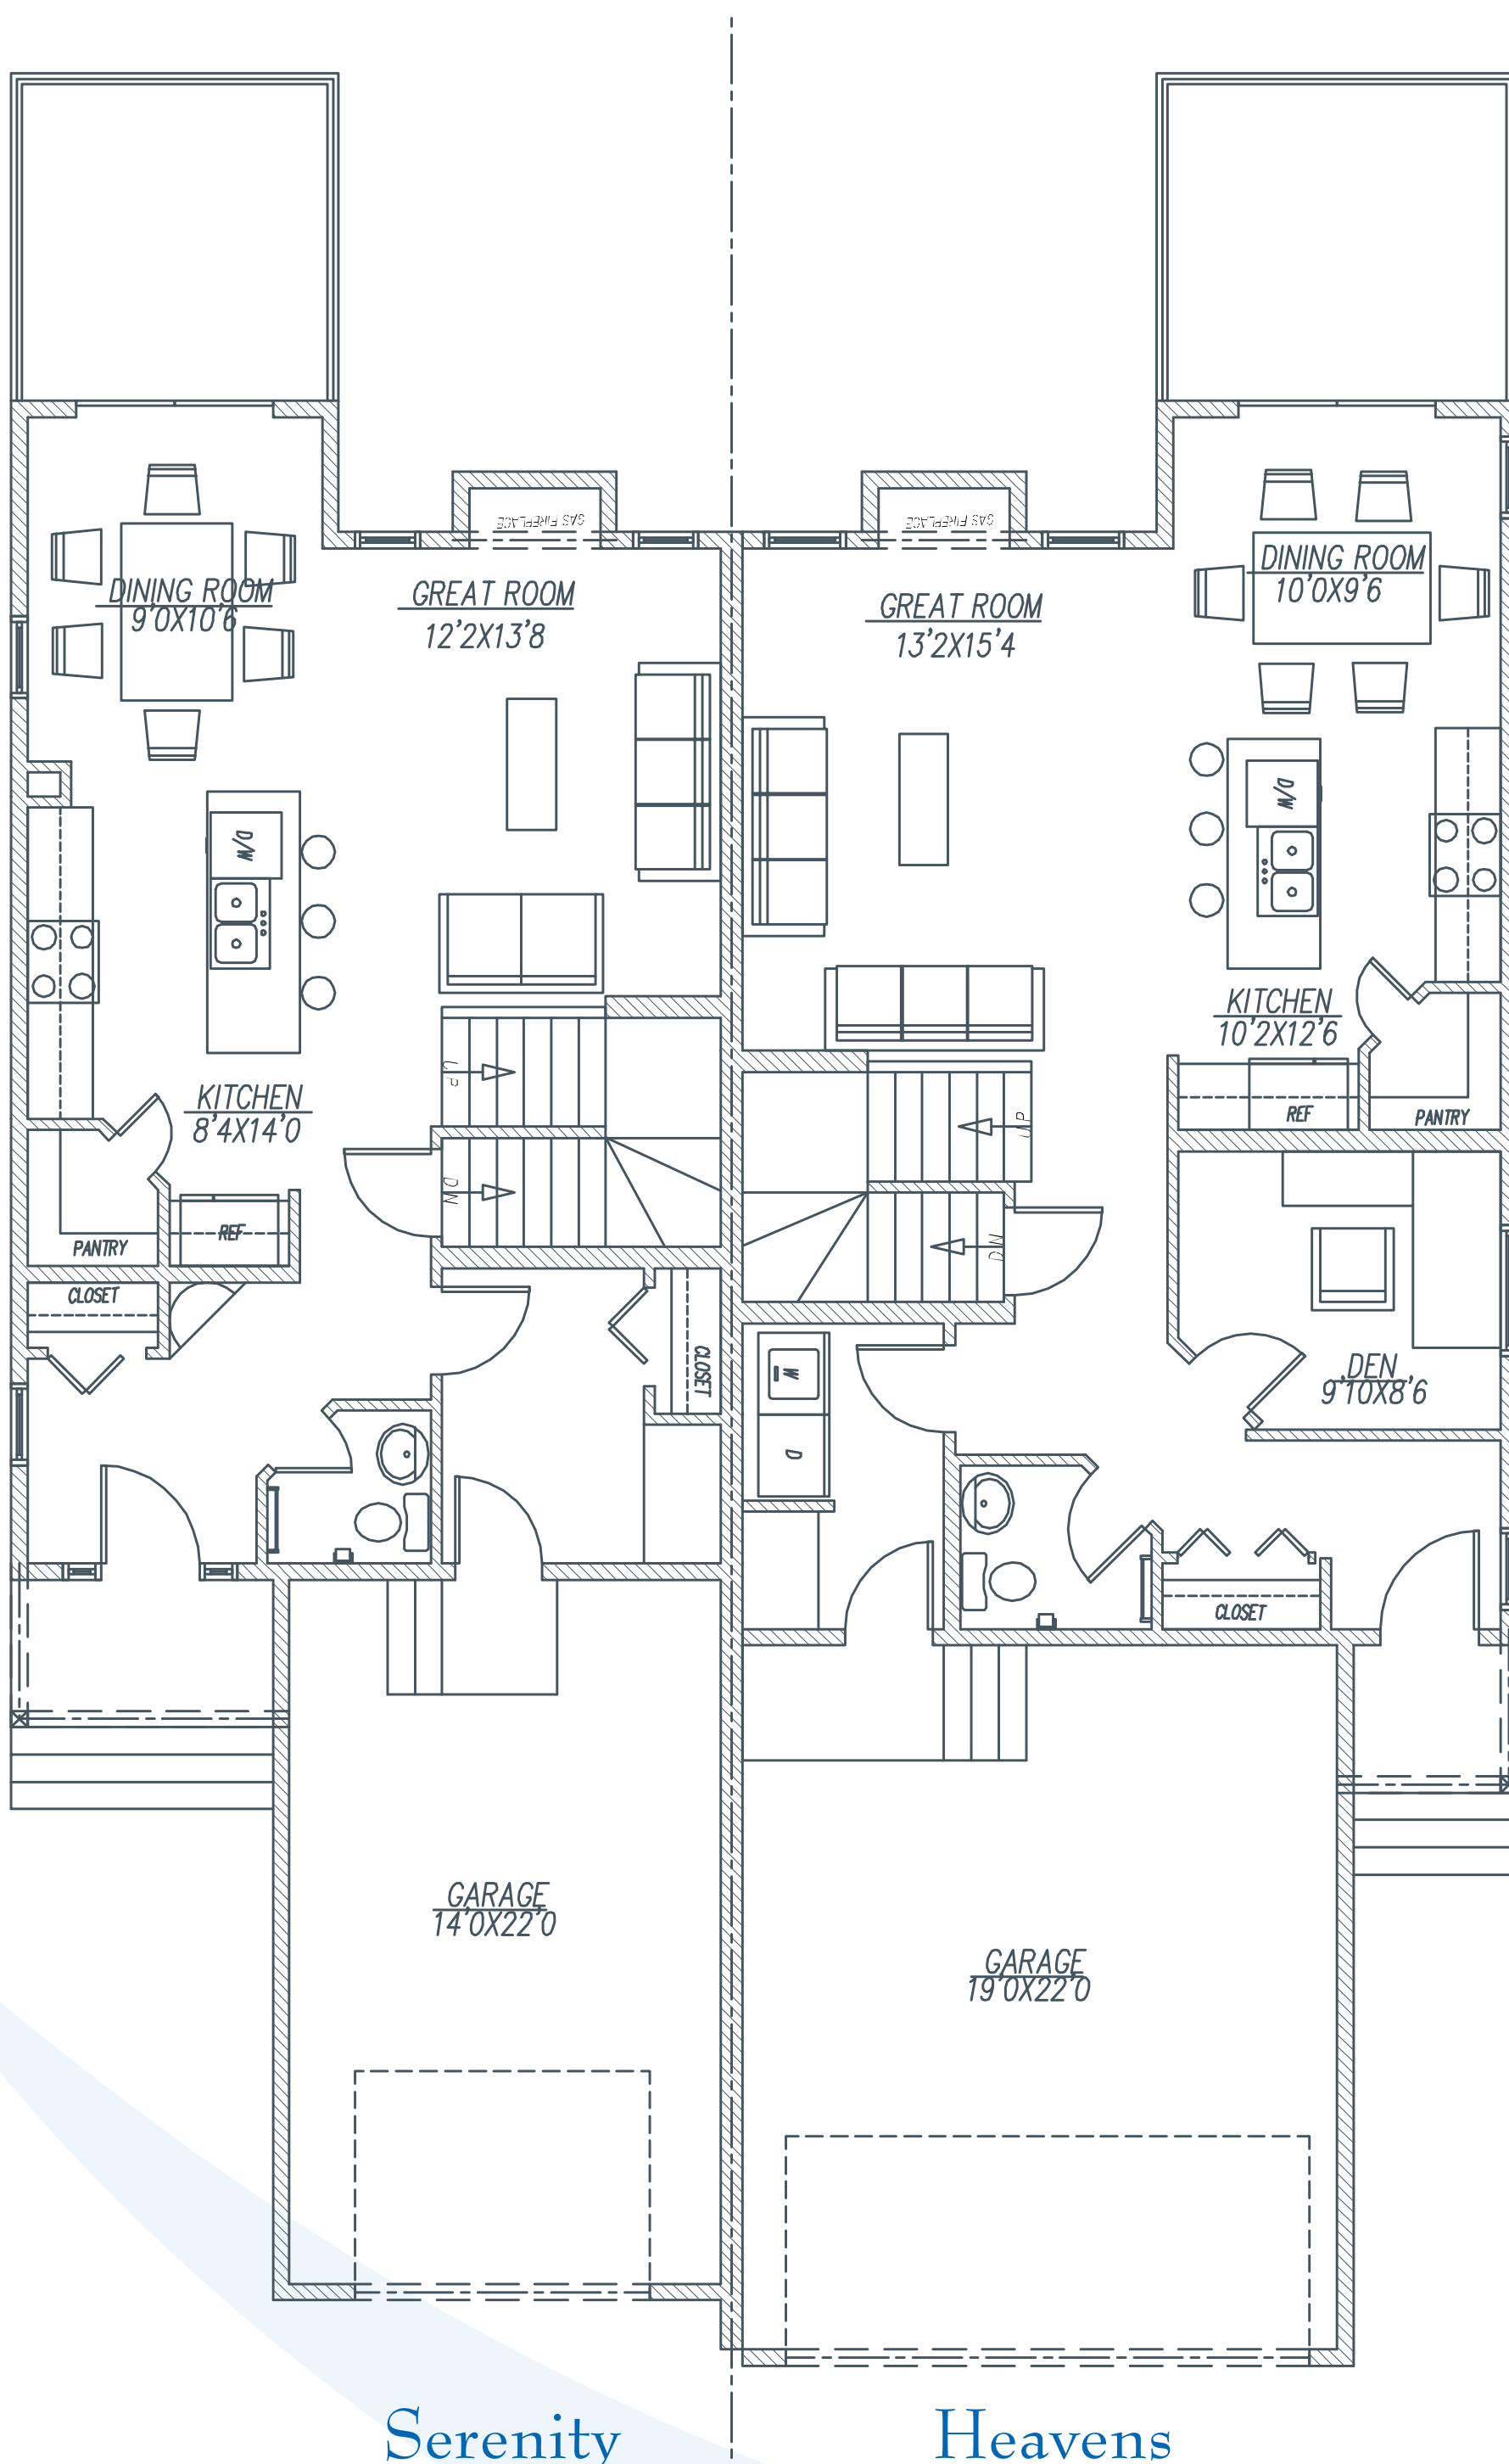 GAS FIREPLACE
GAS FIREPLACE
DINING ROOM
9'0X10'6
GREAT ROOM
12'2X13'8
GREAT ROOM
13'2X15'4
DINING ROOM
10'0X9'6
D/W
D/W
KITCHEN
8'4X14'0
UP
DN
REF
PANTRY
CLOSET
CLOSET
KITCHEN
10'2X12'6
UP
DN
REF
PANTRY
W
D
DEN
9'10X8'6
CLOSET
GARAGE
14'0X22'0
GARAGE
19'0X22'0
Serenity
Heavens